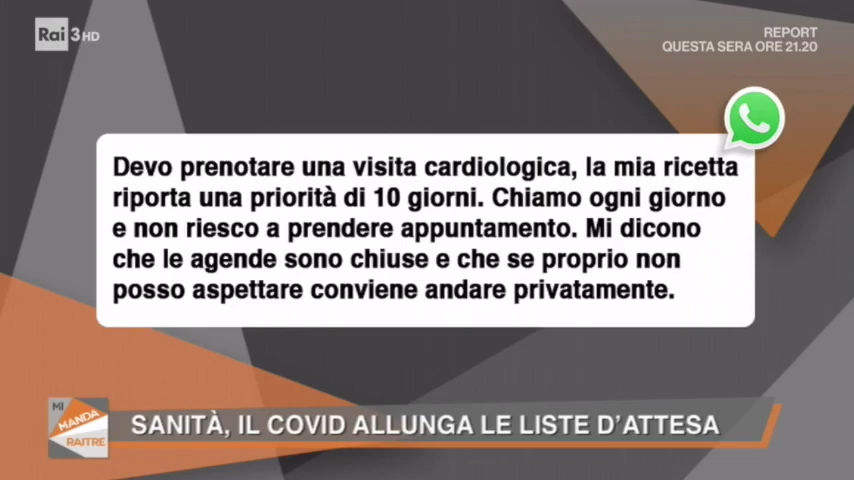 Rai 3HD
REPORT
QUESTA SERA ORE 21.20
Devo prenotare una visita cardiologica, la mia ricetta
riporta una priorità di 10 giorni. Chiamo ogni giorno
e non riesco a prendere appuntamento. Mi dicono
che le agende sono chiuse e che se proprio non
posso aspettare conviene andare privatamente.
MI
MANDA
RAITRE
SANITÀ, IL COVID ALLUNGA LE LISTE D'ATTESA